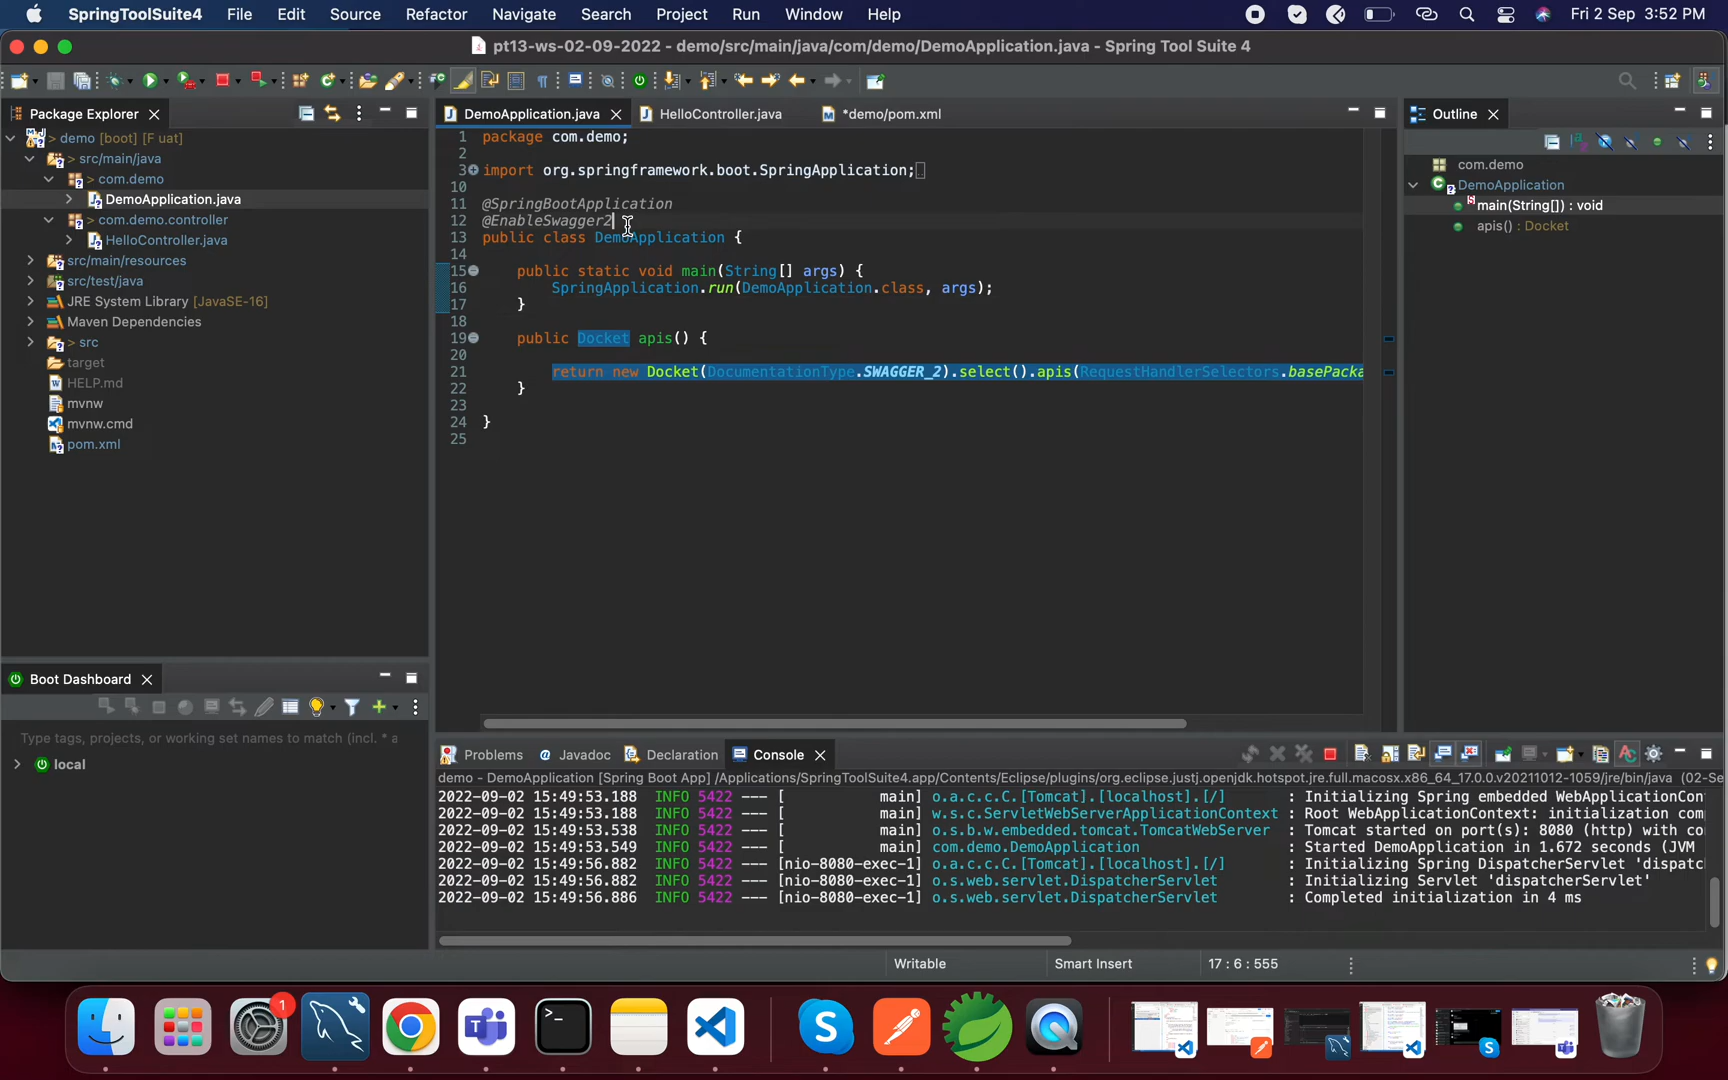 SpringToolSuite4 File Edit Source Refactor Navigate Search Project Run Window Help Fri 2 Sep 3:52 PM
pt13-ws-02-09-2022 - demo/src/main/java/com/demo/DemoApplication.java - Spring Tool Suite 4
Package Explorer
demo [boot] [F uat]
> src/main/java
> com.demo
DemoApplication.java
> com.demo.controller
HelloController.java
src/main/resources
src/test/java
JRE System Library [JavaSE-16]
Maven Dependencies
> src
target
HELP.md
mvnw
mvnw.cmd
pom.xml
DemoApplication.java HelloController.java *demo/pom.xml
1 package com.demo;
2
3 import org.springframework.boot.SpringApplication;
10
11 @SpringBootApplication
12 @EnableSwagger2
13 public class DemoApplication {
14
15 public static void main(String[] args) {
16 SpringApplication.run(DemoApplication.class, args);
17 }
18
19 public Docket apis() {
20
21 return new Docket(DocumentationType.SWAGGER_2).select().apis(RequestHandlerSelectors.basePacka
22 }
23
24 }
25
Outline
com.demo
DemoApplication
main(String[]) : void
apis() : Docket
Boot Dashboard
Type tags, projects, or working set names to match (incl. * a
local
Problems @ Javadoc Declaration Console
demo - DemoApplication [Spring Boot App] /Applications/SpringToolSuite4.app/Contents/Eclipse/plugins/org.eclipse.justj.openjdk.hotspot.jre.full.macosx.x86_64_17.0.0.v20211012-1059/jre/bin/java (02-Se
2022-09-02 15:49:53.188 INFO 5422 --- [ main] o.a.c.c.C.[Tomcat].[localhost].[/] : Initializing Spring embedded WebApplicationCon
2022-09-02 15:49:53.188 INFO 5422 --- [ main] w.s.c.ServletWebServerApplicationContext : Root WebApplicationContext: initialization com
2022-09-02 15:49:53.538 INFO 5422 --- [ main] o.s.b.w.embedded.tomcat.TomcatWebServer : Tomcat started on port(s): 8080 (http) with co
2022-09-02 15:49:53.549 INFO 5422 --- [ main] com.demo.DemoApplication : Started DemoApplication in 1.672 seconds (JVM
2022-09-02 15:49:56.882 INFO 5422 --- [nio-8080-exec-1] o.a.c.c.C.[Tomcat].[localhost].[/] : Initializing Spring DispatcherServlet 'dispatc
2022-09-02 15:49:56.882 INFO 5422 --- [nio-8080-exec-1] o.s.web.servlet.DispatcherServlet : Initializing Servlet 'dispatcherServlet'
2022-09-02 15:49:56.886 INFO 5422 --- [nio-8080-exec-1] o.s.web.servlet.DispatcherServlet : Completed initialization in 4 ms
Writable Smart Insert 17 : 6 : 555
1